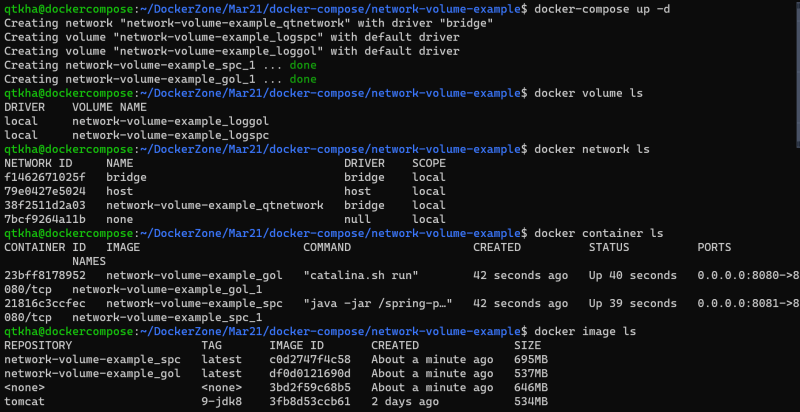 qtkha@dockercompose:~/DockerZone/Mar21/docker-compose/network-volume-example$ docker-compose up -d
Creating network "network-volume-example_qtnetwork" with driver "bridge"
Creating volume "network-volume-example_logspc" with default driver
Creating volume "network-volume-example_loggol" with default driver
Creating network-volume-example_spc_1 ... done
Creating network-volume-example_gol_1 ... done
qtkha@dockercompose:~/DockerZone/Mar21/docker-compose/network-volume-example$ docker volume ls
DRIVER    VOLUME NAME
local     network-volume-example_loggol
local     network-volume-example_logspc
qtkha@dockercompose:~/DockerZone/Mar21/docker-compose/network-volume-example$ docker network ls
NETWORK ID     NAME                               DRIVER    SCOPE
f1462671025f   bridge                             bridge    local
79e0427e5024   host                               host      local
38f2511d2a03   network-volume-example_qtnetwork   bridge    local
7bcf9264a11b   none                               null      local
qtkha@dockercompose:~/DockerZone/Mar21/docker-compose/network-volume-example$ docker container ls
CONTAINER ID   IMAGE                        COMMAND                  CREATED          STATUS          PORTS
          NAMES
23bff8178952   network-volume-example_gol   "catalina.sh run"        42 seconds ago   Up 40 seconds   0.0.0.0:8080->8
080/tcp   network-volume-example_gol_1
21816c3ccfec   network-volume-example_spc   "java -jar /spring-p…"   42 seconds ago   Up 39 seconds   0.0.0.0:8081->8
080/tcp   network-volume-example_spc_1
qtkha@dockercompose:~/DockerZone/Mar21/docker-compose/network-volume-example$ docker image ls
REPOSITORY                   TAG       IMAGE ID       CREATED              SIZE
network-volume-example_spc   latest    c0d2747f4c58   About a minute ago   695MB
network-volume-example_gol   latest    df0d0121690d   About a minute ago   537MB
<none>                       <none>    3bd2f59c68b5   About a minute ago   646MB
tomcat                       9-jdk8    3fb8d53ccb61   2 days ago           534MB